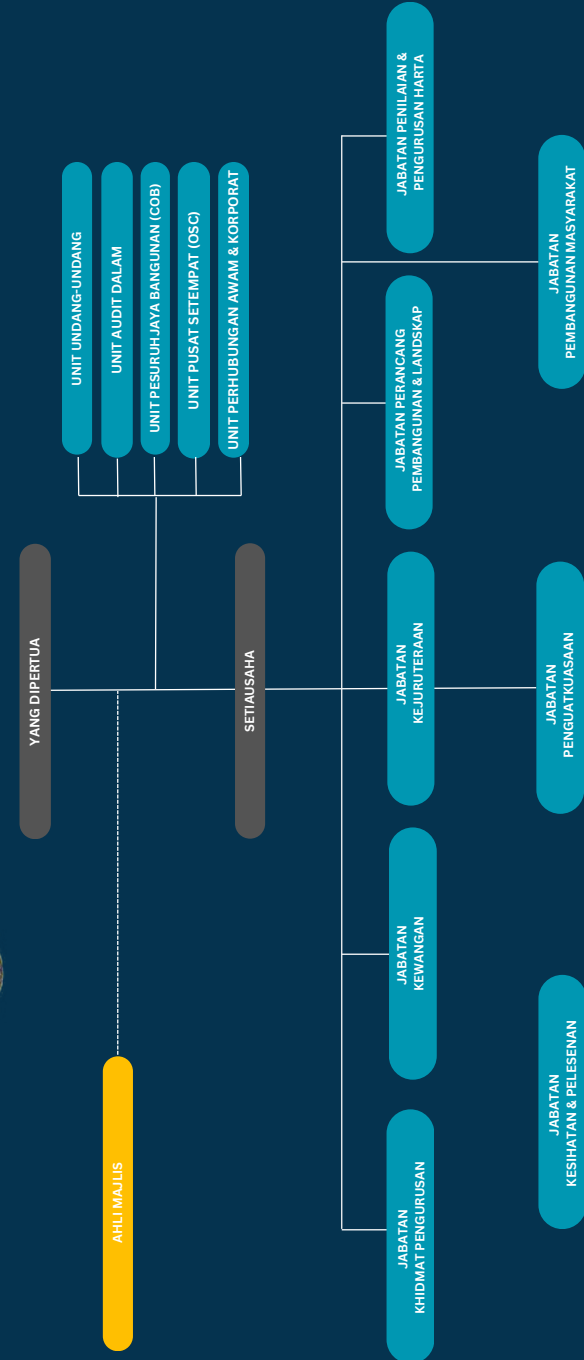 YANG DIPERTUA
AHLI MAJLIS
UNIT UNDANG-UNDANG
UNIT AUDIT DALAM
UNIT PESURUHJAYA BANGUNAN (COB)
UNIT PUSAT SETEMPAT (OSC)
UNIT PERHUBUNGAN AWAM & KORPORAT
SETIAUSAHA
JABATAN
KHIDMAT PENGURUSAN
JABATAN
KEWANGAN
JABATAN
KEJURUTERAAN
JABATAN PERANCANG
PEMBANGUNAN & LANDSKAP
JABATAN PENILAIAN &
PENGURUSAN HARTA
JABATAN
KESIHATAN & PELESENAN
JABATAN
PENGUATKUASAAN
JABATAN
PEMBANGUNAN MASYARAKAT